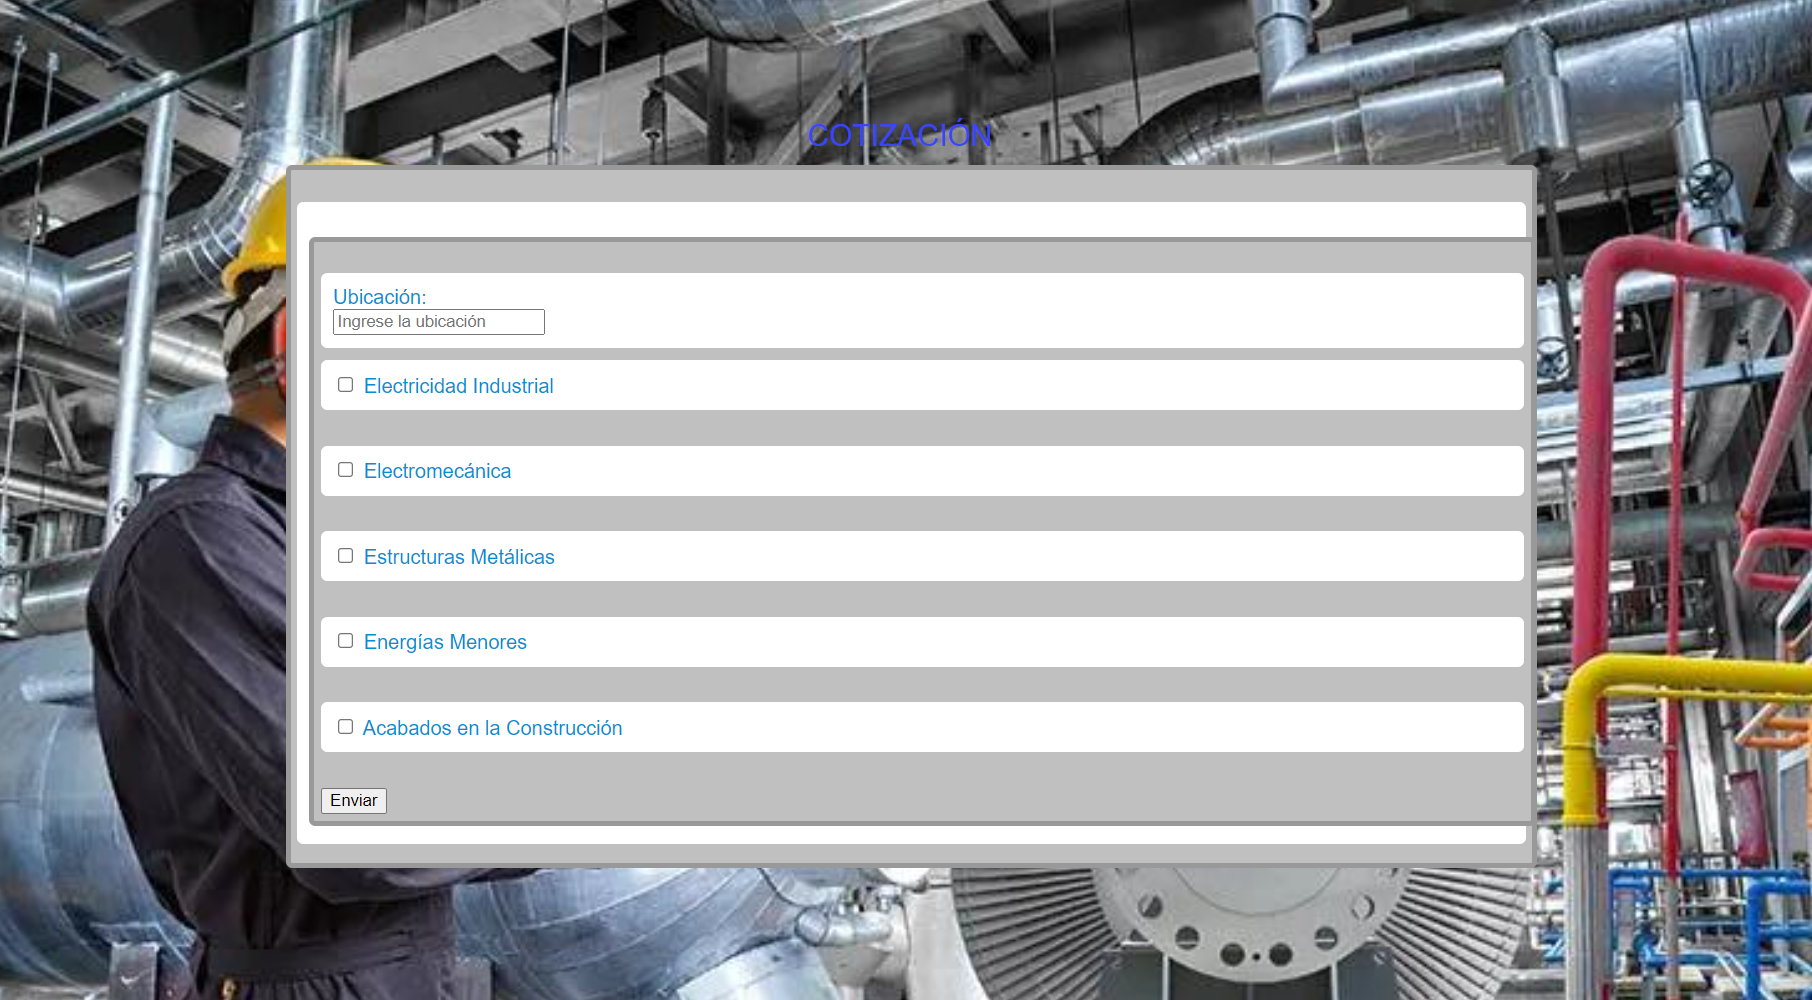 COTIZACIÓN
Ubicación:
Ingrese la ubicación
Electricidad Industrial
Electromecánica
Estructuras Metálicas
Energías Menores
Acabados en la Construcción
Enviar